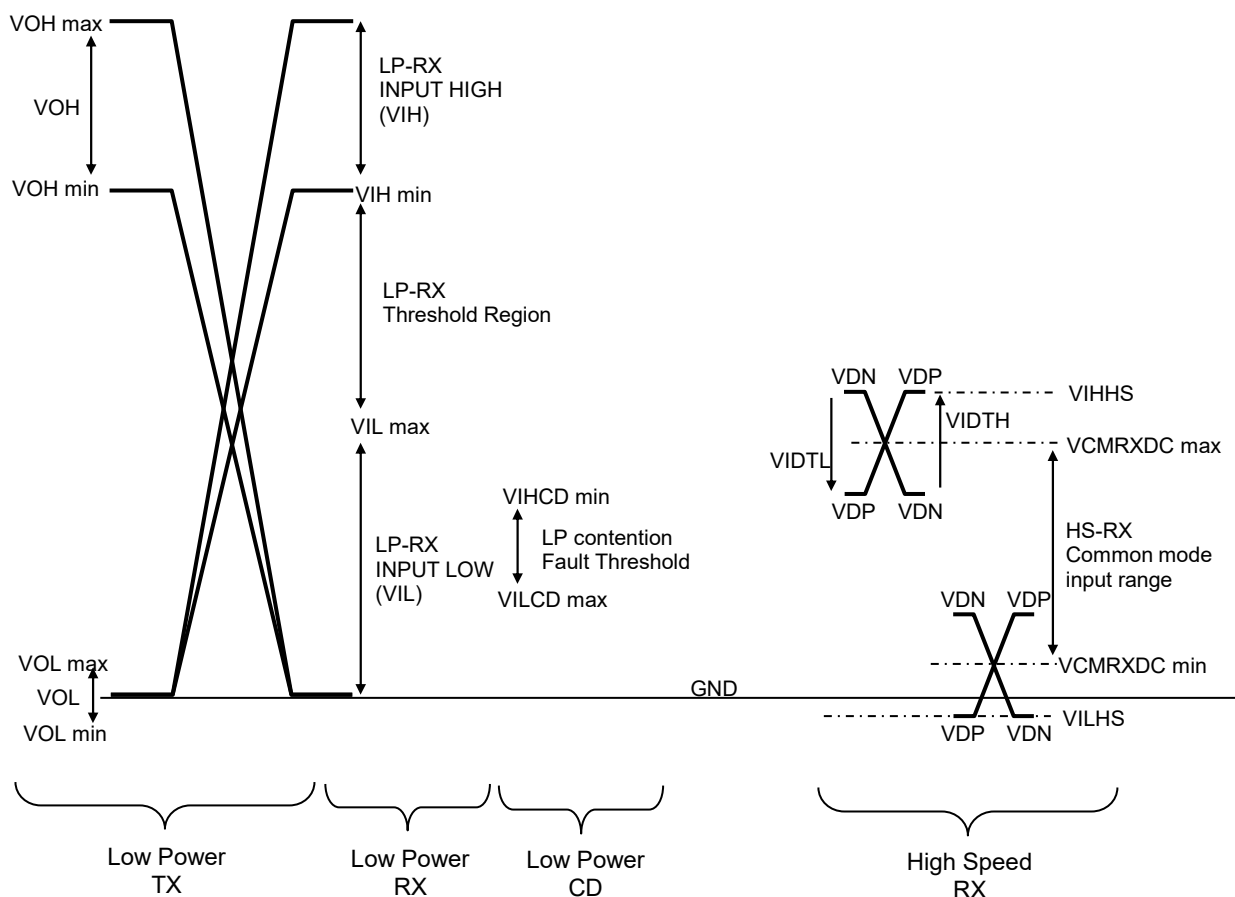 VOH max
VOH
VOH min
LP-RX
INPUT HIGH
(VIH)
VIH min
LP-RX
Threshold Region
VIL max
LP-RX
INPUT LOW
(VIL)
VIHCD min
LP contention
Fault Threshold
VILCD max
VOL max
VOL
VOL min
GND
VDN
VDP
VIHHS
VIDTH
VCMRXDC max
VIDTL
VDP
VDN
HS-RX
Common mode
input range
VDN
VDP
VCMRXDC min
VILHS
VDP
VDN
Low Power
TX
Low Power
RX
Low Power
CD
High Speed
RX